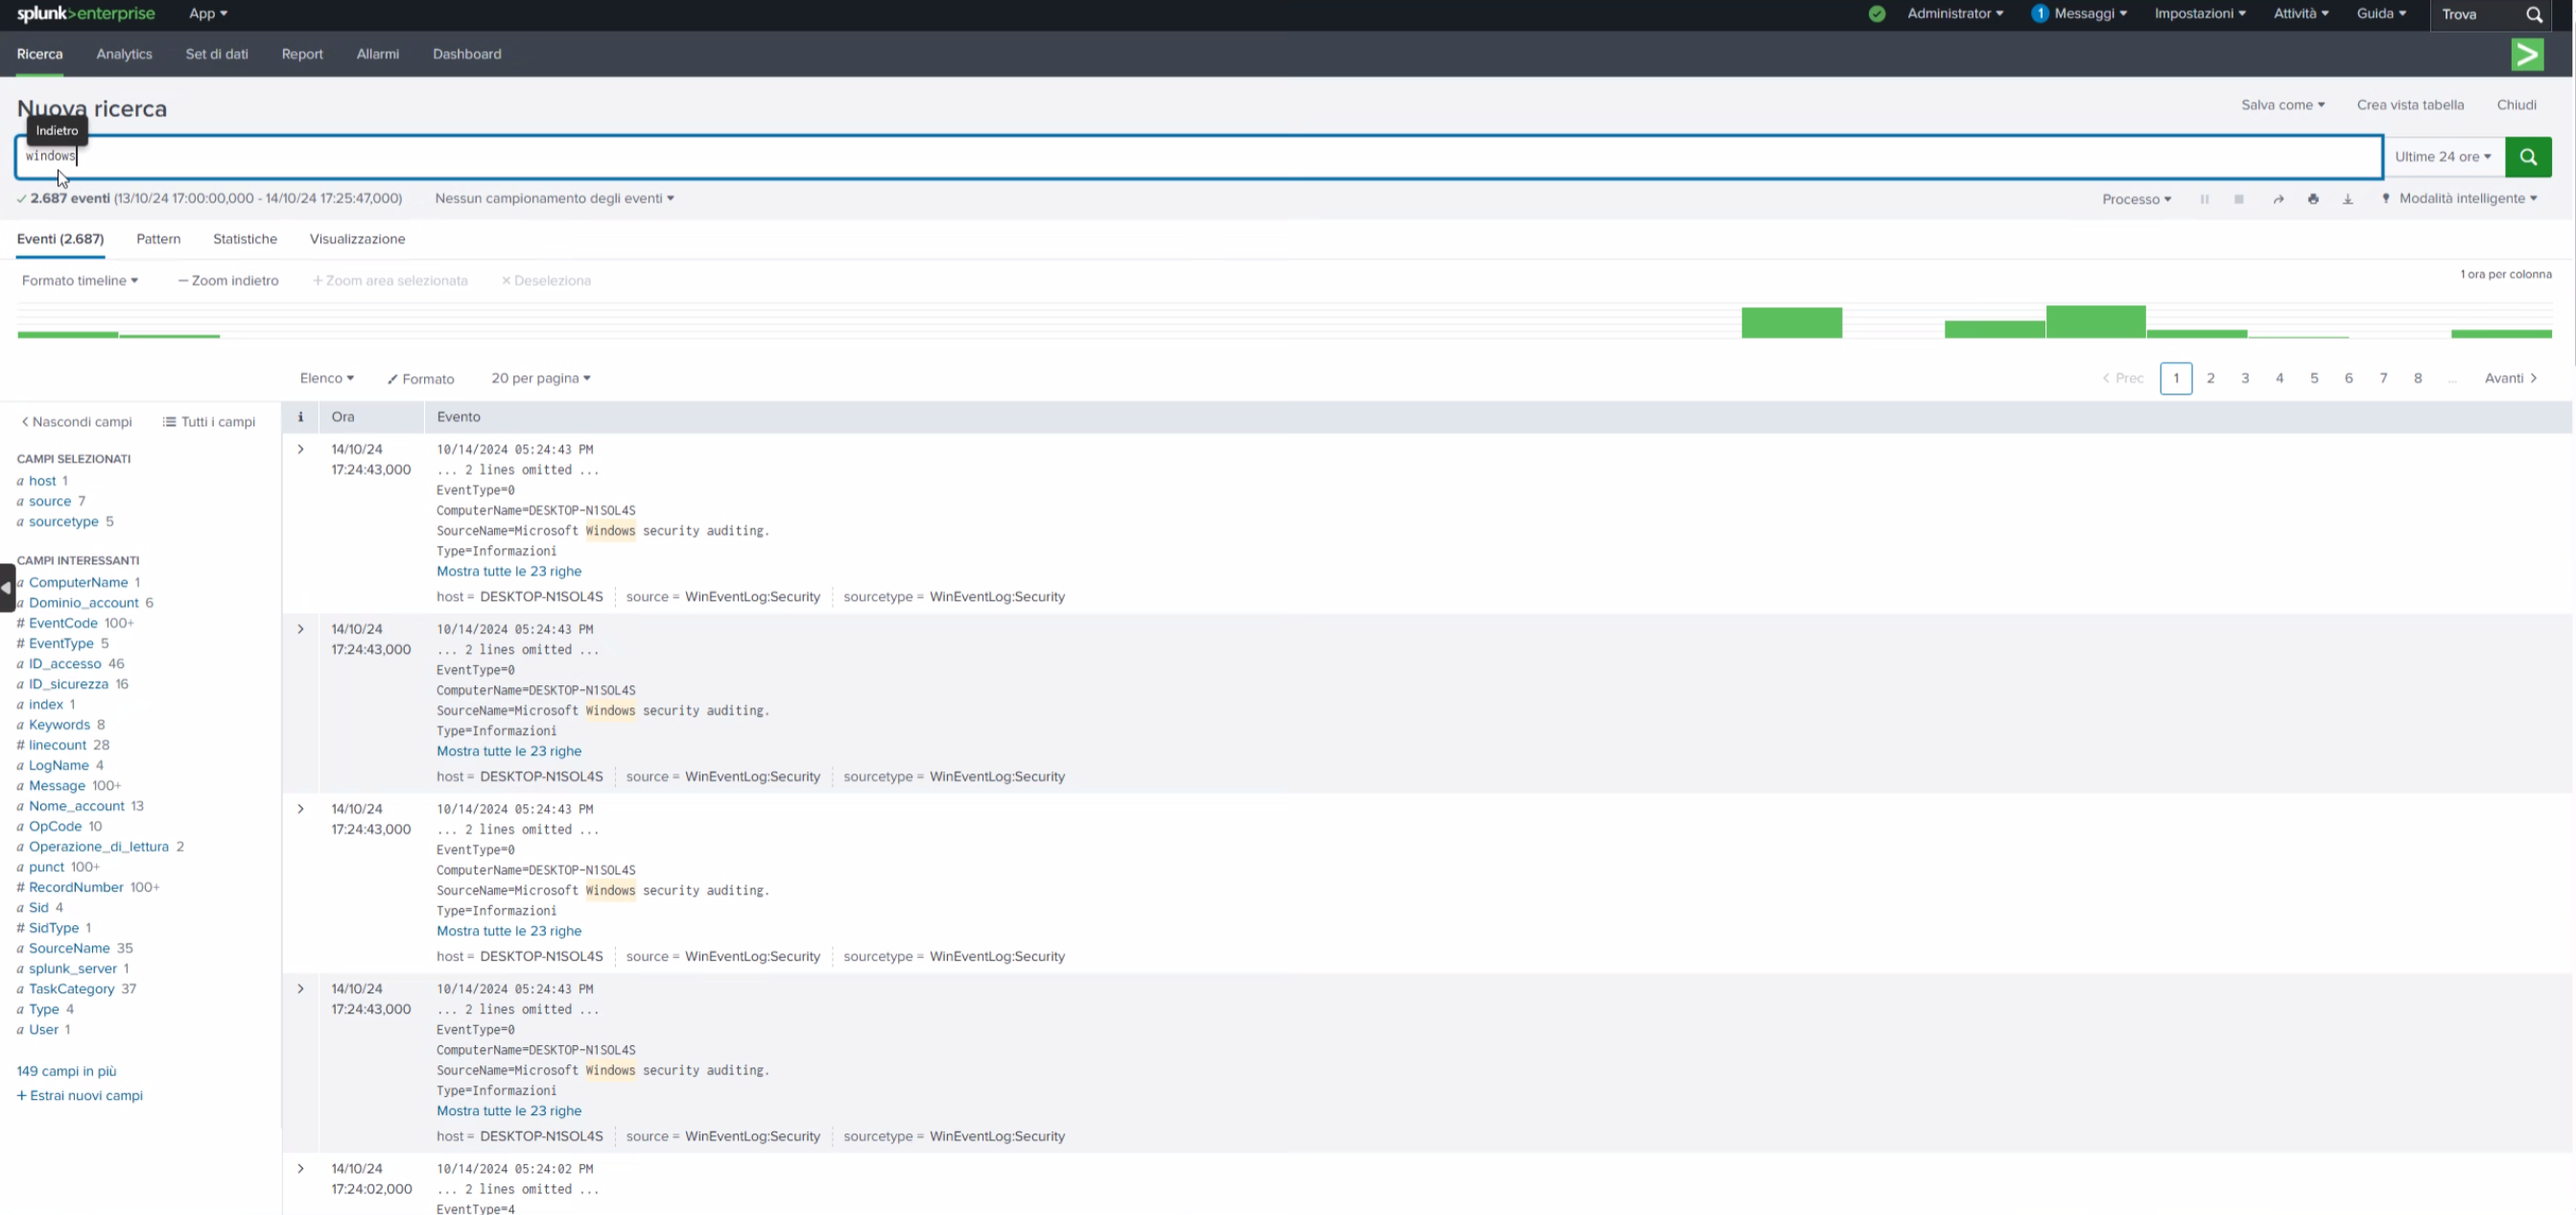 splunk>enterprise App
Administrator 1 Messaggi Impostazioni Attività Guida Trova
Ricerca Analytics Set di dati Report Allarmi Dashboard
Nuova ricerca
Salva come Crea vista tabella Chiudi
Indietro
windows
Ultime 24 ore
2.687 eventi (13/10/24 17:00:00,000 - 14/10/24 17:25:47,000) Nessun campionamento degli eventi
Processo Modalità intelligente
Eventi (2.687) Pattern Statistiche Visualizzazione
Formato timeline — Zoom indietro + Zoom area selezionata × Deseleziona
1 ora per colonna
Elenco Formato 20 per pagina
< Prec 1 2 3 4 5 6 7 8 ... Avanti >
< Nascondi campi Tutti i campi
CAMPI SELEZIONATI
a host 1
a source 7
a sourcetype 5
CAMPI INTERESSANTI
a ComputerName 1
a Dominio_account 6
# EventCode 100+
# EventType 5
a ID_accesso 46
a ID_sicurezza 16
a index 1
a Keywords 8
# linecount 28
a LogName 4
a Message 100+
a Nome_account 13
a OpCode 10
a Operazione_di_lettura 2
a punct 100+
# RecordNumber 100+
a Sid 4
# SidType 1
a SourceName 35
a splunk_server 1
a TaskCategory 37
a Type 4
a User 1
149 campi in più
+ Estrai nuovi campi
i Ora Evento
> 14/10/24
17:24:43,000
10/14/2024 05:24:43 PM
... 2 lines omitted ...
EventType=0
ComputerName=DESKTOP-N1SOL4S
SourceName=Microsoft Windows security auditing.
Type=Informazioni
Mostra tutte le 23 righe
host = DESKTOP-N1SOL4S source = WinEventLog:Security sourcetype = WinEventLog:Security
> 14/10/24
17:24:43,000
10/14/2024 05:24:43 PM
... 2 lines omitted ...
EventType=0
ComputerName=DESKTOP-N1SOL4S
SourceName=Microsoft Windows security auditing.
Type=Informazioni
Mostra tutte le 23 righe
host = DESKTOP-N1SOL4S source = WinEventLog:Security sourcetype = WinEventLog:Security
> 14/10/24
17:24:43,000
10/14/2024 05:24:43 PM
... 2 lines omitted ...
EventType=0
ComputerName=DESKTOP-N1SOL4S
SourceName=Microsoft Windows security auditing.
Type=Informazioni
Mostra tutte le 23 righe
host = DESKTOP-N1SOL4S source = WinEventLog:Security sourcetype = WinEventLog:Security
> 14/10/24
17:24:43,000
10/14/2024 05:24:43 PM
... 2 lines omitted ...
EventType=0
ComputerName=DESKTOP-N1SOL4S
SourceName=Microsoft Windows security auditing.
Type=Informazioni
Mostra tutte le 23 righe
host = DESKTOP-N1SOL4S source = WinEventLog:Security sourcetype = WinEventLog:Security
> 14/10/24
17:24:02,000
10/14/2024 05:24:02 PM
... 2 lines omitted ...
EventType=4